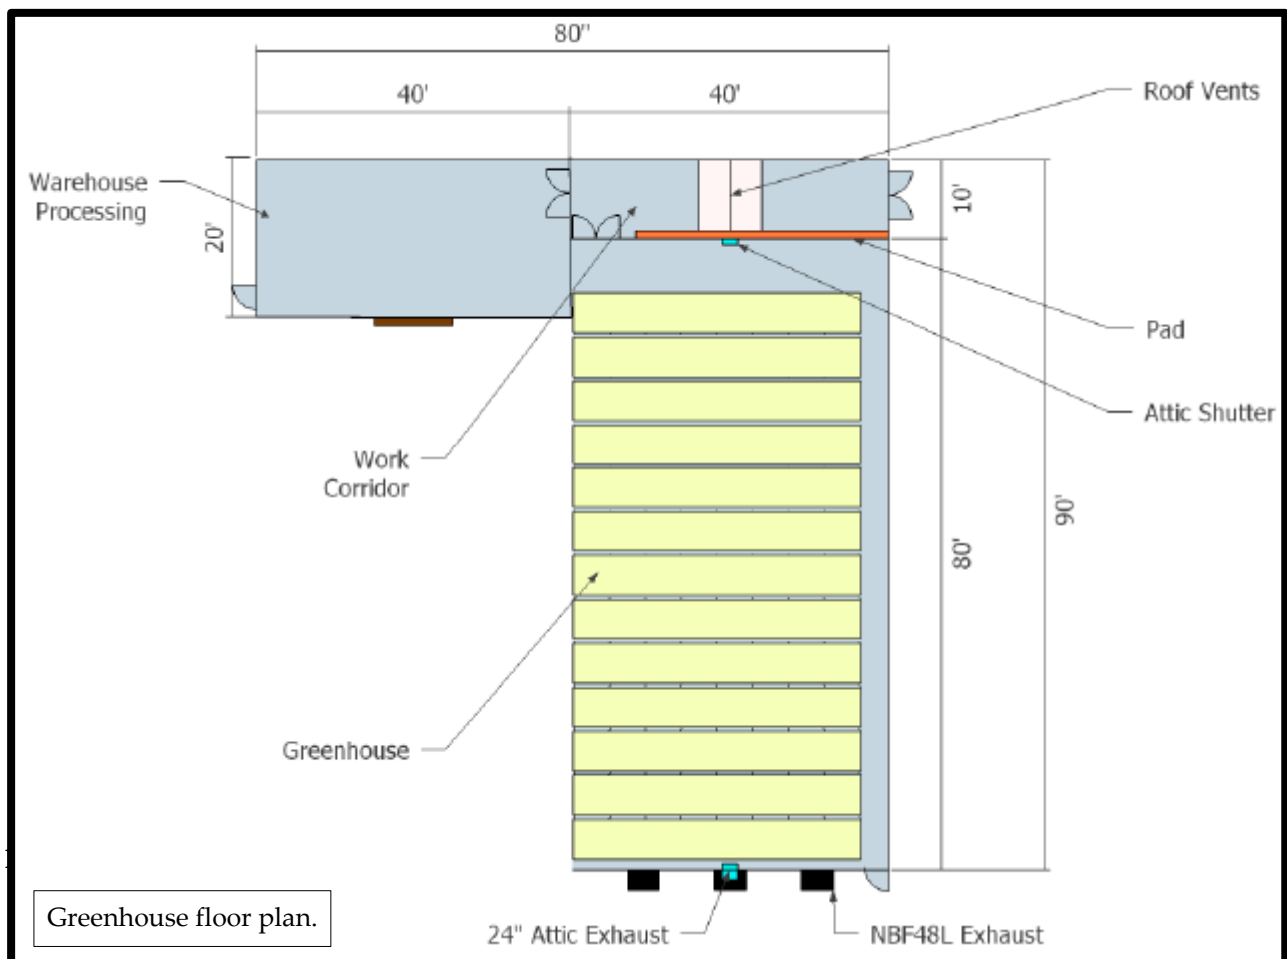 80"
40'
40'
Roof Vents
Warehouse
Processing
20'
10'
Pad
Attic Shutter
Work
Corridor
90'
80'
Greenhouse
Greenhouse floor plan.
24" Attic Exhaust
NBF48L Exhaust